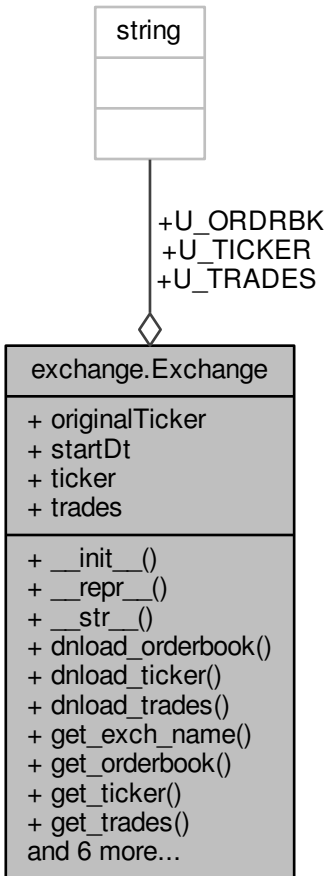 string
+U_ORDRBK
+U_TICKER
+U_TRADES
exchange.Exchange
+ originalTicker
+ startDt
+ ticker
+ trades
+ __init__()
+ __repr__()
+ __str__()
+ dnload_orderbook()
+ dnload_ticker()
+ dnload_trades()
+ get_exch_name()
+ get_orderbook()
+ get_ticker()
+ get_trades()
and 6 more...